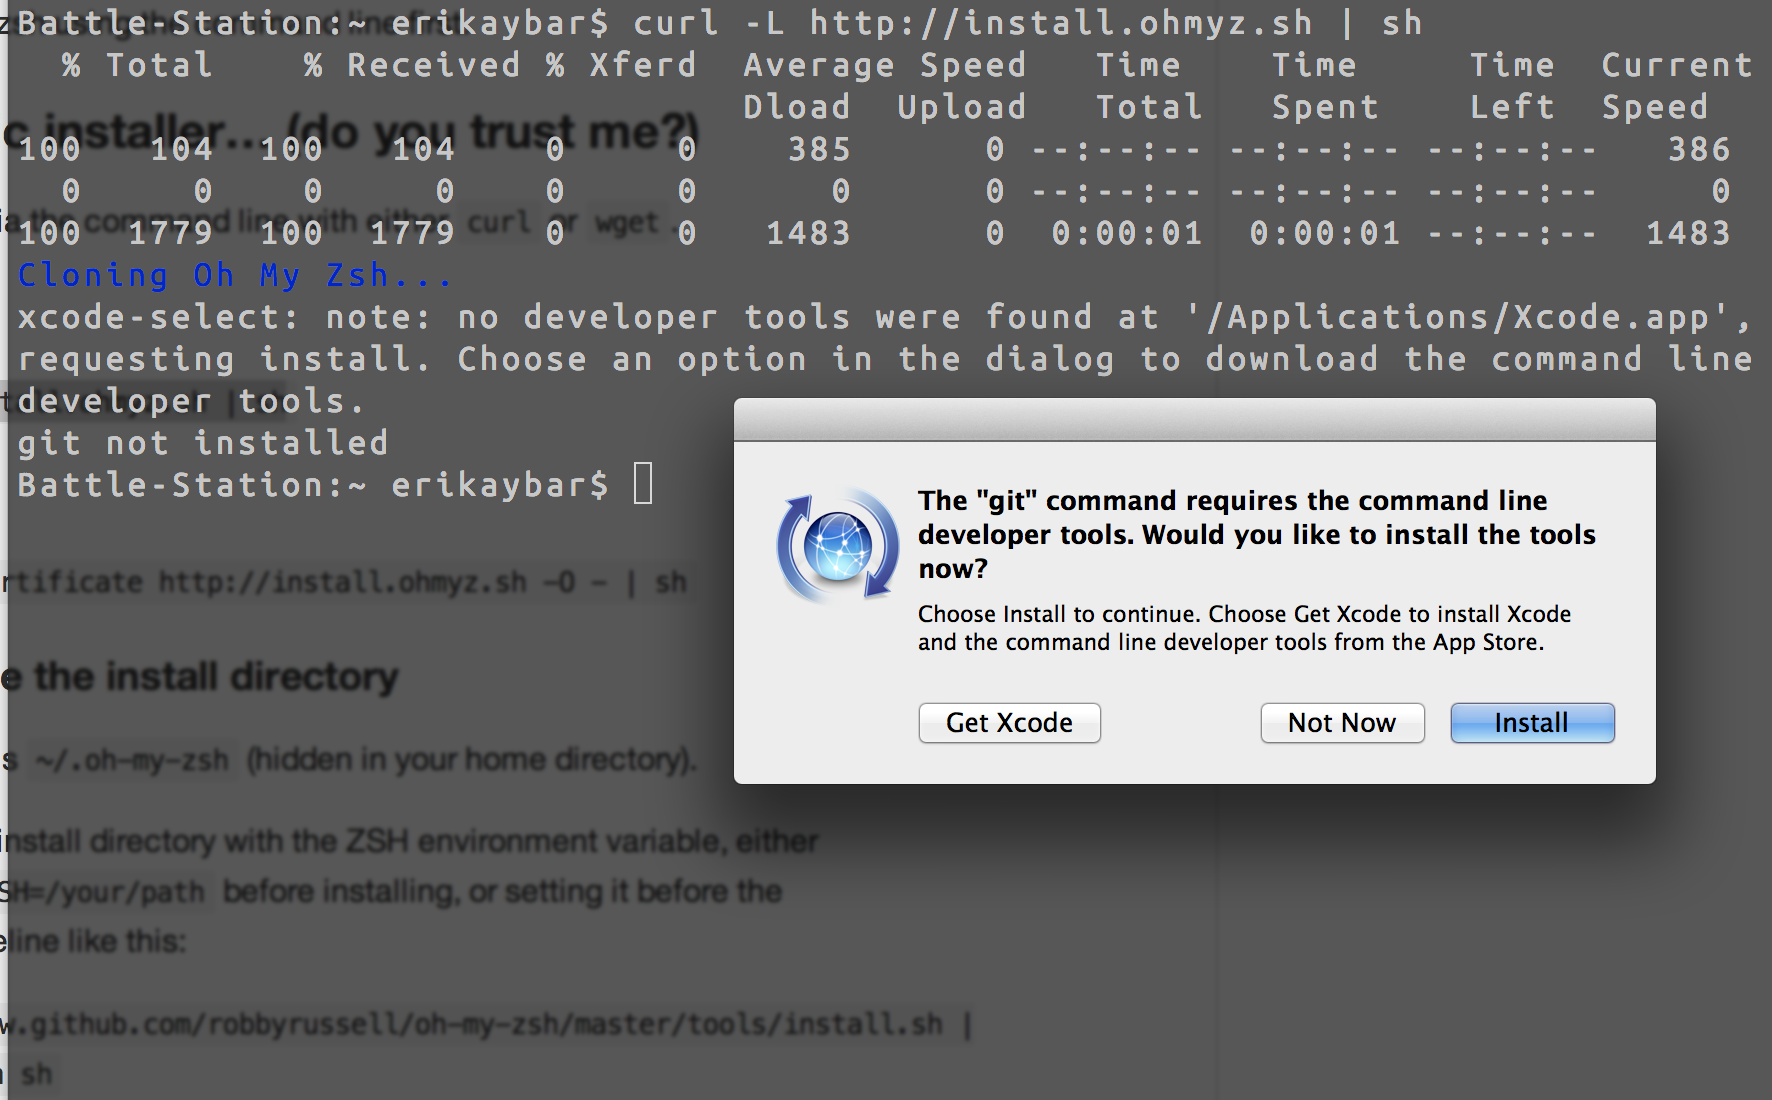 Battle-Station:~ erikaybar$ curl -L http://install.ohmyz.sh | sh
% Total % Received % Xferd Average Speed Time Time Time Current
Dload Upload Total Spent Left Speed
100 104 100 104 0 0 385 0 --:--:-- --:--:-- --:--:-- 386
0 0 0 0 0 0 0 0 --:--:-- --:--:-- --:--:-- 0
100 1779 100 1779 0 0 1483 0 0:00:01 0:00:01 --:--:-- 1483
Cloning Oh My Zsh...
xcode-select: note: no developer tools were found at '/Applications/Xcode.app',
requesting install. Choose an option in the dialog to download the command line
developer tools.
git not installed
Battle-Station:~ erikaybar$
The "git" command requires the command line
developer tools. Would you like to install the tools
now?
Choose Install to continue. Choose Get Xcode to install Xcode
and the command line developer tools from the App Store.
Get Xcode Not Now Install
using the command line
installer... (do you trust me?)
the command line with either curl or wget .
http://install.ohmyz.sh -O - | sh
the install directory
~/.oh-my-zsh (hidden in your home directory).
install directory with the ZSH environment variable, either
SH=/your/path before installing, or setting it before the
line like this:
w.github.com/robbyrussell/oh-my-zsh/master/tools/install.sh |
sh